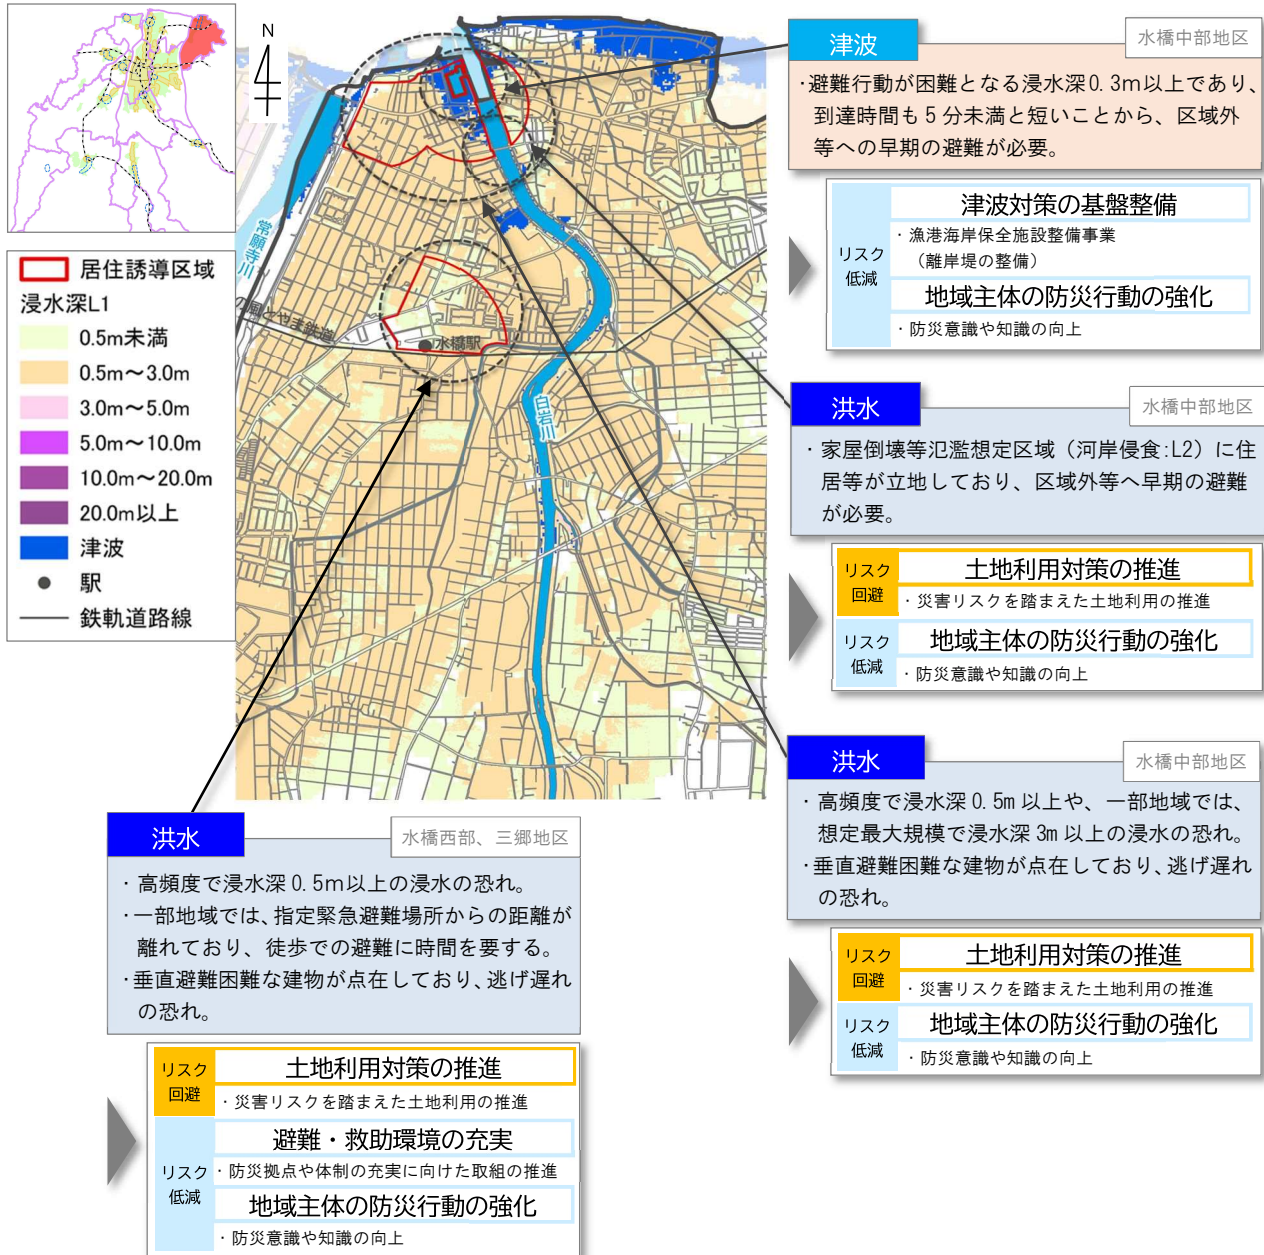 N
居住誘導区域
浸水深L1
0.5m未満
0.5m～3.0m
3.0m～5.0m
5.0m～10.0m
10.0m～20.0m
20.0m以上
津波
駅
鉄軌道路線
常願寺川
の風とやま鉄道
水橋駅
白岩川
津波
水橋中部地区
・避難行動が困難となる浸水深0.3m以上であり、
到達時間も5分未満と短いことから、区域外
等への早期の避難が必要。
リスク
低減
津波対策の基盤整備
・漁港海岸保全施設整備事業
（離岸堤の整備）
地域主体の防災行動の強化
・防災意識や知識の向上
洪水
水橋中部地区
・家屋倒壊等氾濫想定区域（河岸侵食:L2）に住
居等が立地しており、区域外等へ早期の避難
が必要。
リスク
回避
土地利用対策の推進
・災害リスクを踏まえた土地利用の推進
リスク
低減
地域主体の防災行動の強化
・防災意識や知識の向上
洪水
水橋中部地区
・高頻度で浸水深0.5m以上や、一部地域では、
想定最大規模で浸水深3m以上の浸水の恐れ。
・垂直避難困難な建物が点在しており、逃げ遅れ
の恐れ。
リスク
回避
土地利用対策の推進
・災害リスクを踏まえた土地利用の推進
リスク
低減
地域主体の防災行動の強化
・防災意識や知識の向上
洪水
水橋西部、三郷地区
・高頻度で浸水深0.5m以上の浸水の恐れ。
・一部地域では、指定緊急避難場所からの距離が
離れており、徒歩での避難に時間を要する。
・垂直避難困難な建物が点在しており、逃げ遅れ
の恐れ。
リスク
回避
土地利用対策の推進
・災害リスクを踏まえた土地利用の推進
リスク
低減
避難・救助環境の充実
・防災拠点や体制の充実に向けた取組の推進
地域主体の防災行動の強化
・防災意識や知識の向上